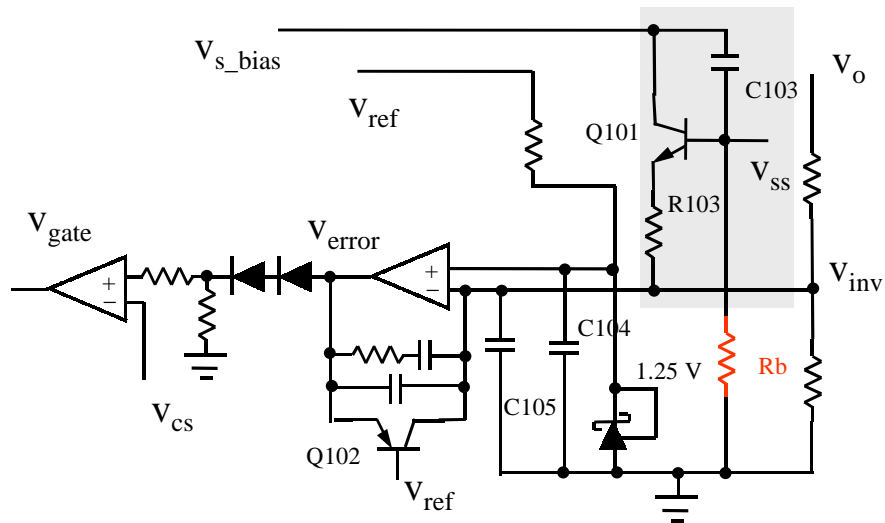 Vs_bias
Vref
C103
Vo
Q101
Vss
R103
Vgate
Verror
Vinv
+
−
+
−
C104
1.25 V
Rb
C105
Vcs
Q102
Vref